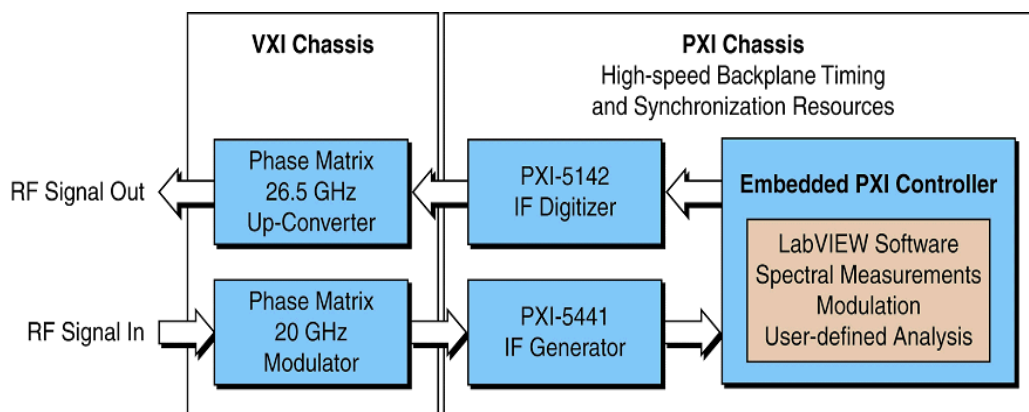 VXI Chassis
PXI Chassis
High-speed Backplane Timing
and Synchronization Resources
RF Signal Out
Phase Matrix
26.5 GHz
Up-Converter
PXI-5142
IF Digitizer
Embedded PXI Controller
LabVIEW Software
Spectral Measurements
Modulation
User-defined Analysis
RF Signal In
Phase Matrix
20 GHz
Modulator
PXI-5441
IF Generator